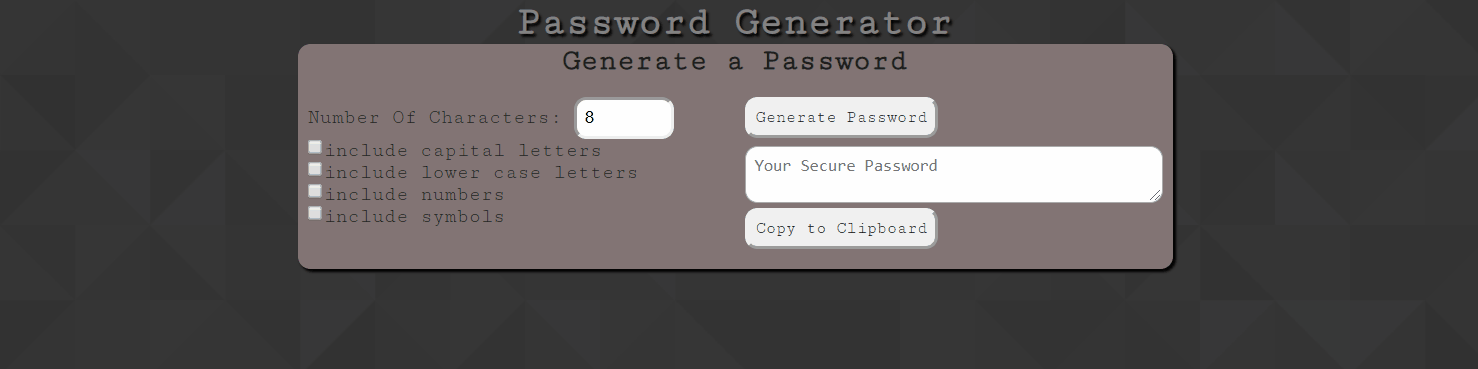 Password Generator
Generate a Password
Number Of Characters: 8
include capital letters
include lower case letters
include numbers
include symbols
Generate Password
Your Secure Password
Copy to Clipboard